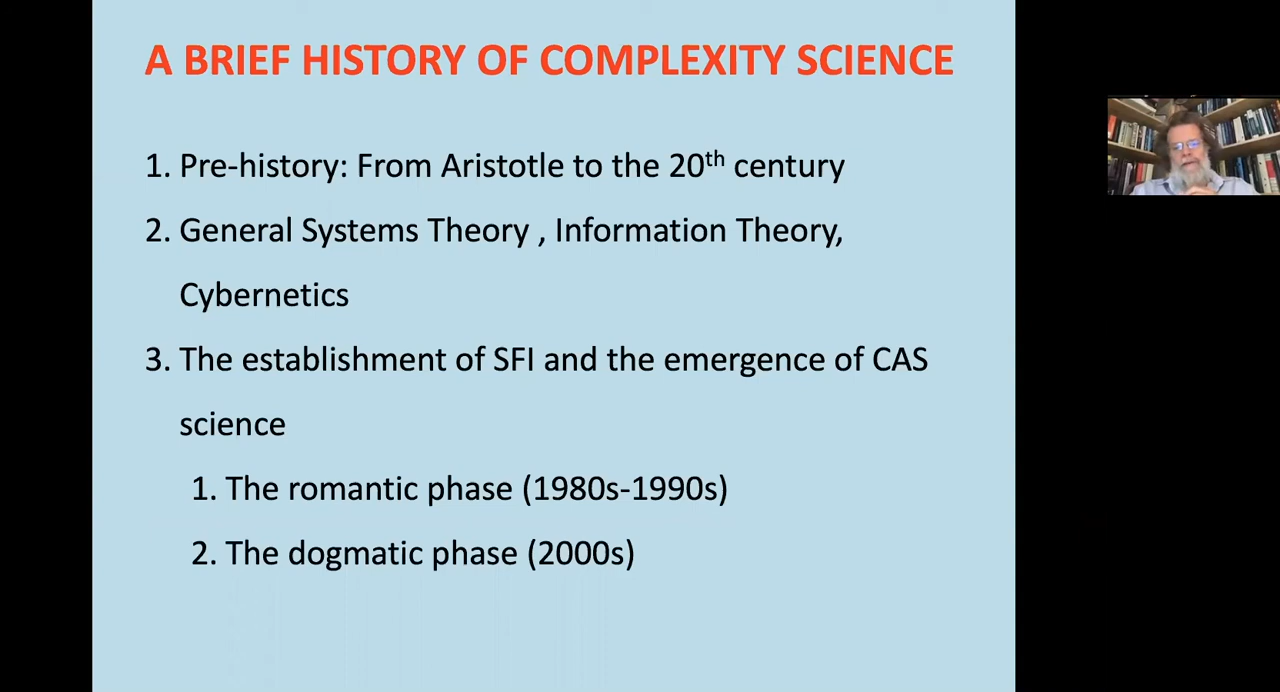 A BRIEF HISTORY OF COMPLEXITY SCIENCE
1. Pre-history: From Aristotle to the 20th century
2. General Systems Theory , Information Theory,
Cybernetics
3. The establishment of SFI and the emergence of CAS
science
1. The romantic phase (1980s-1990s)
2. The dogmatic phase (2000s)